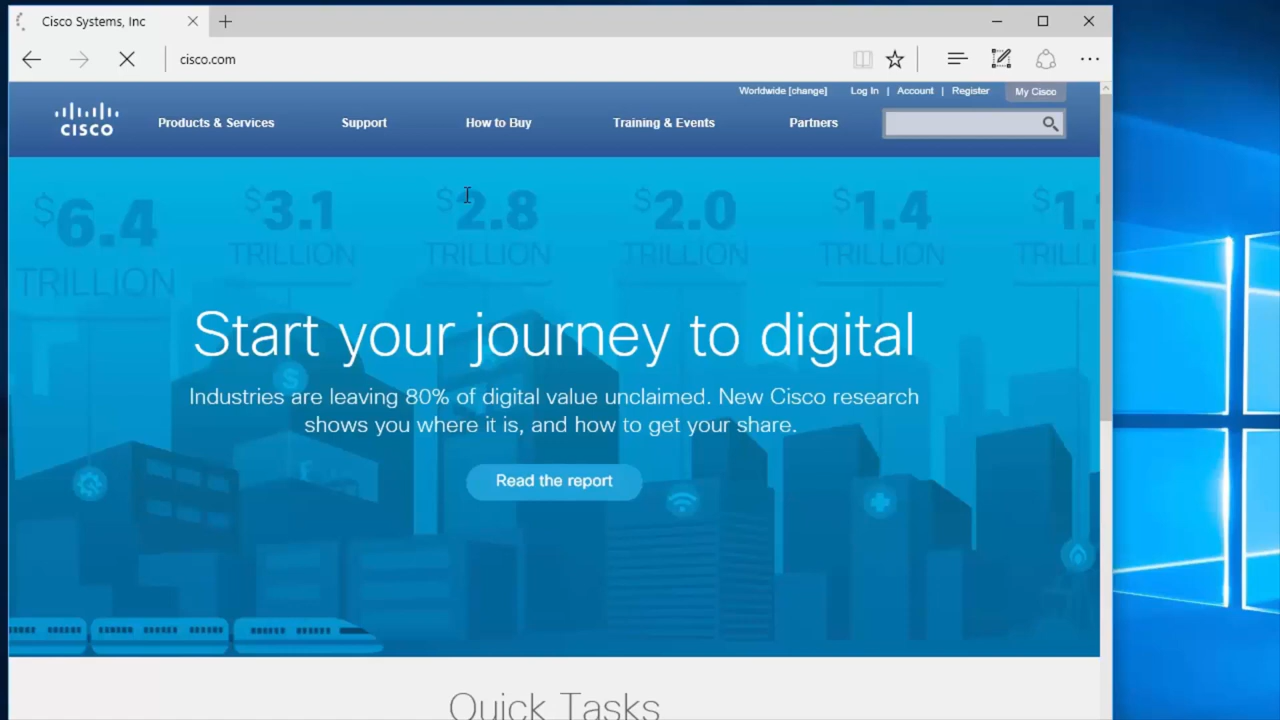 Cisco Systems, Inc
cisco.com
Worldwide [change] Log In | Account | Register My Cisco
CISCO Products & Services Support How to Buy Training & Events Partners
$6.4 $3.1 $2.8 $2.0 $1.4
TRILLION TRILLION TRILLION TRILLION TRILLION
Start your journey to digital
Industries are leaving 80% of digital value unclaimed. New Cisco research
shows you where it is, and how to get your share.
Read the report
Quick Tasks